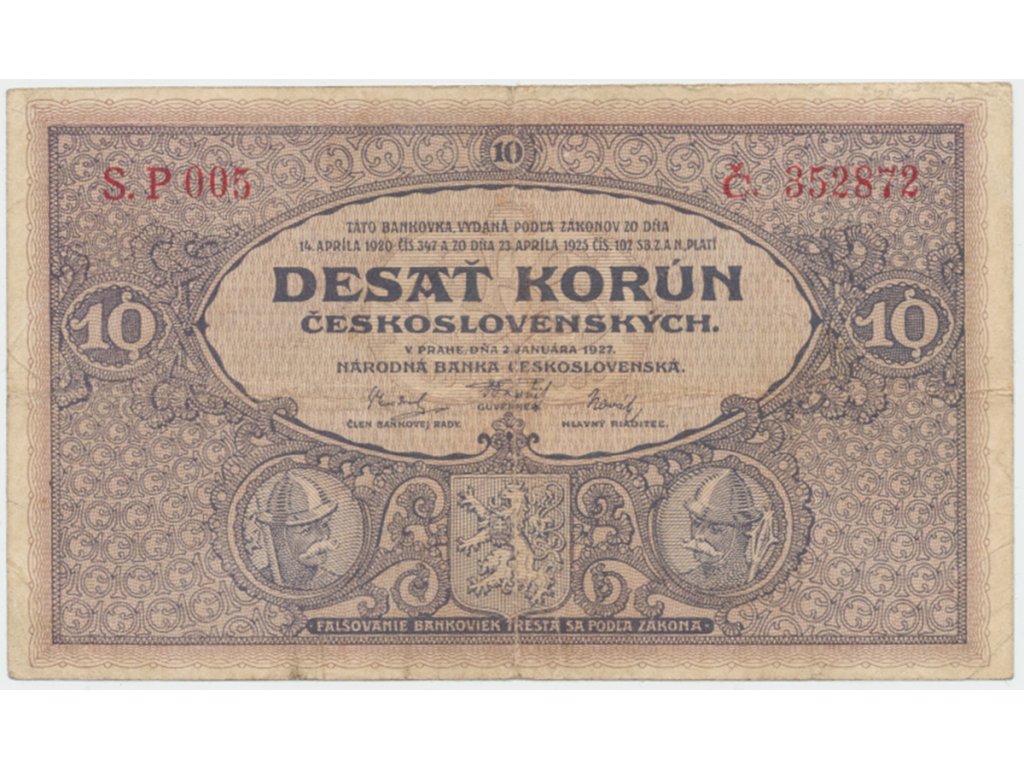 10
S. P 005
Č. 352872
TÁTO BANKOVKA, VYDANÁ PODĽA ZÁKONOV ZO DŇA
14. APRÍLA 1920 ČÍS. 347 A ZO DŇA 23. APRÍLA 1925 ČÍS. 102 SB. Z. A N., PLATÍ
DESAŤ KORÚN
ČESKOSLOVENSKÝCH.
10
10
V PRAHE, DŇA 2. JANUÁRA 1927.
NÁRODNÁ BANKA ČESKOSLOVENSKÁ.
GUVERNER.
ČLEN BANKOVEJ RADY.
HLAVNÝ RIADITEĽ.
FALŠOVANIE BANKOVIEK TRESTÁ SA PODĽA ZÁKONA